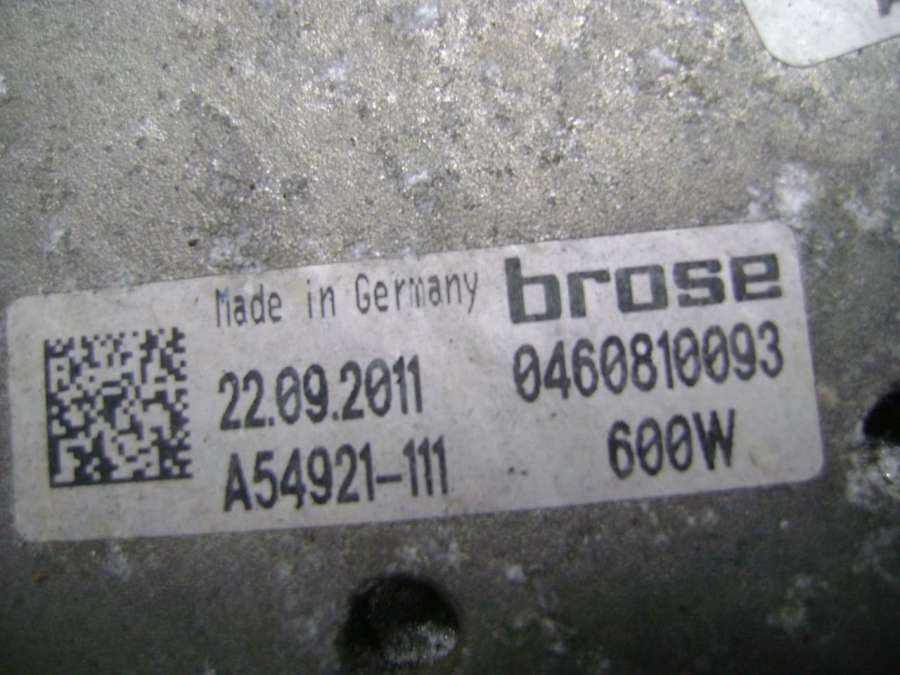 Made in Germany brose
22.09.2011 0460810093
A54921-111 600W